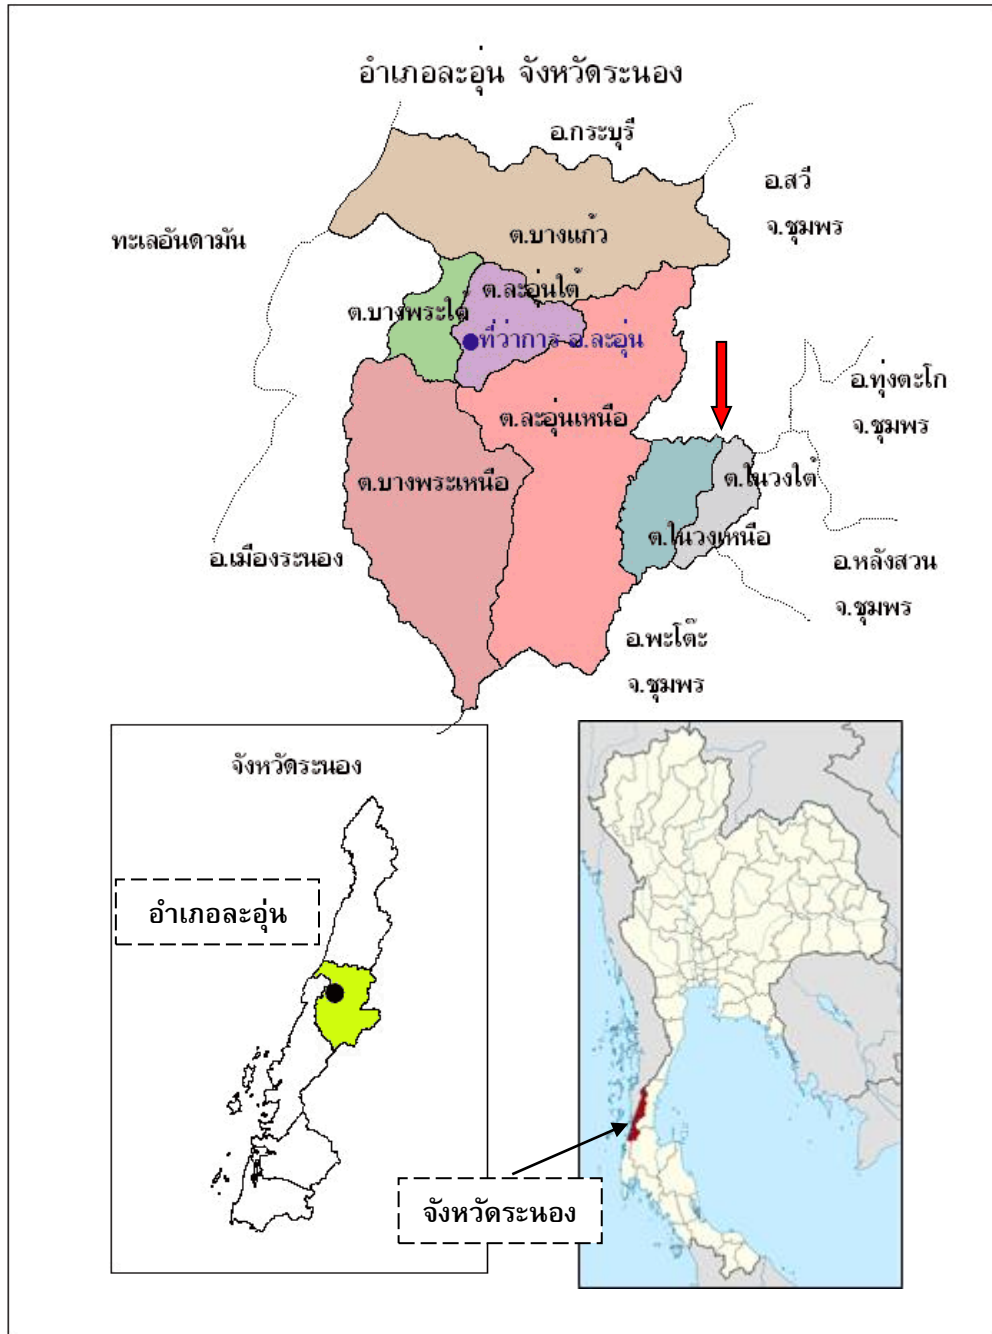 อำเภอละอุ่น จังหวัดระนอง
อ.กระบุรี
อ.สวี
จ.ชุมพร
ทะเลอันดามัน
ต.บางแก้ว
ต.ละอุ่นใต้
ต.บางพระใต้
ที่ว่าการ อ.ละอุ่น
อ.ทุ่งตะโก
จ.ชุมพร
ต.ละอุ่นเหนือ
ต.บางพระเหนือ
ต.ในวงใต้
ต.ในวงเหนือ
อ.เมืองระนอง
อ.หลังสวน
จ.ชุมพร
อ.พะโต๊ะ
จ.ชุมพร
จังหวัดระนอง
อำเภอละอุ่น
จังหวัดระนอง